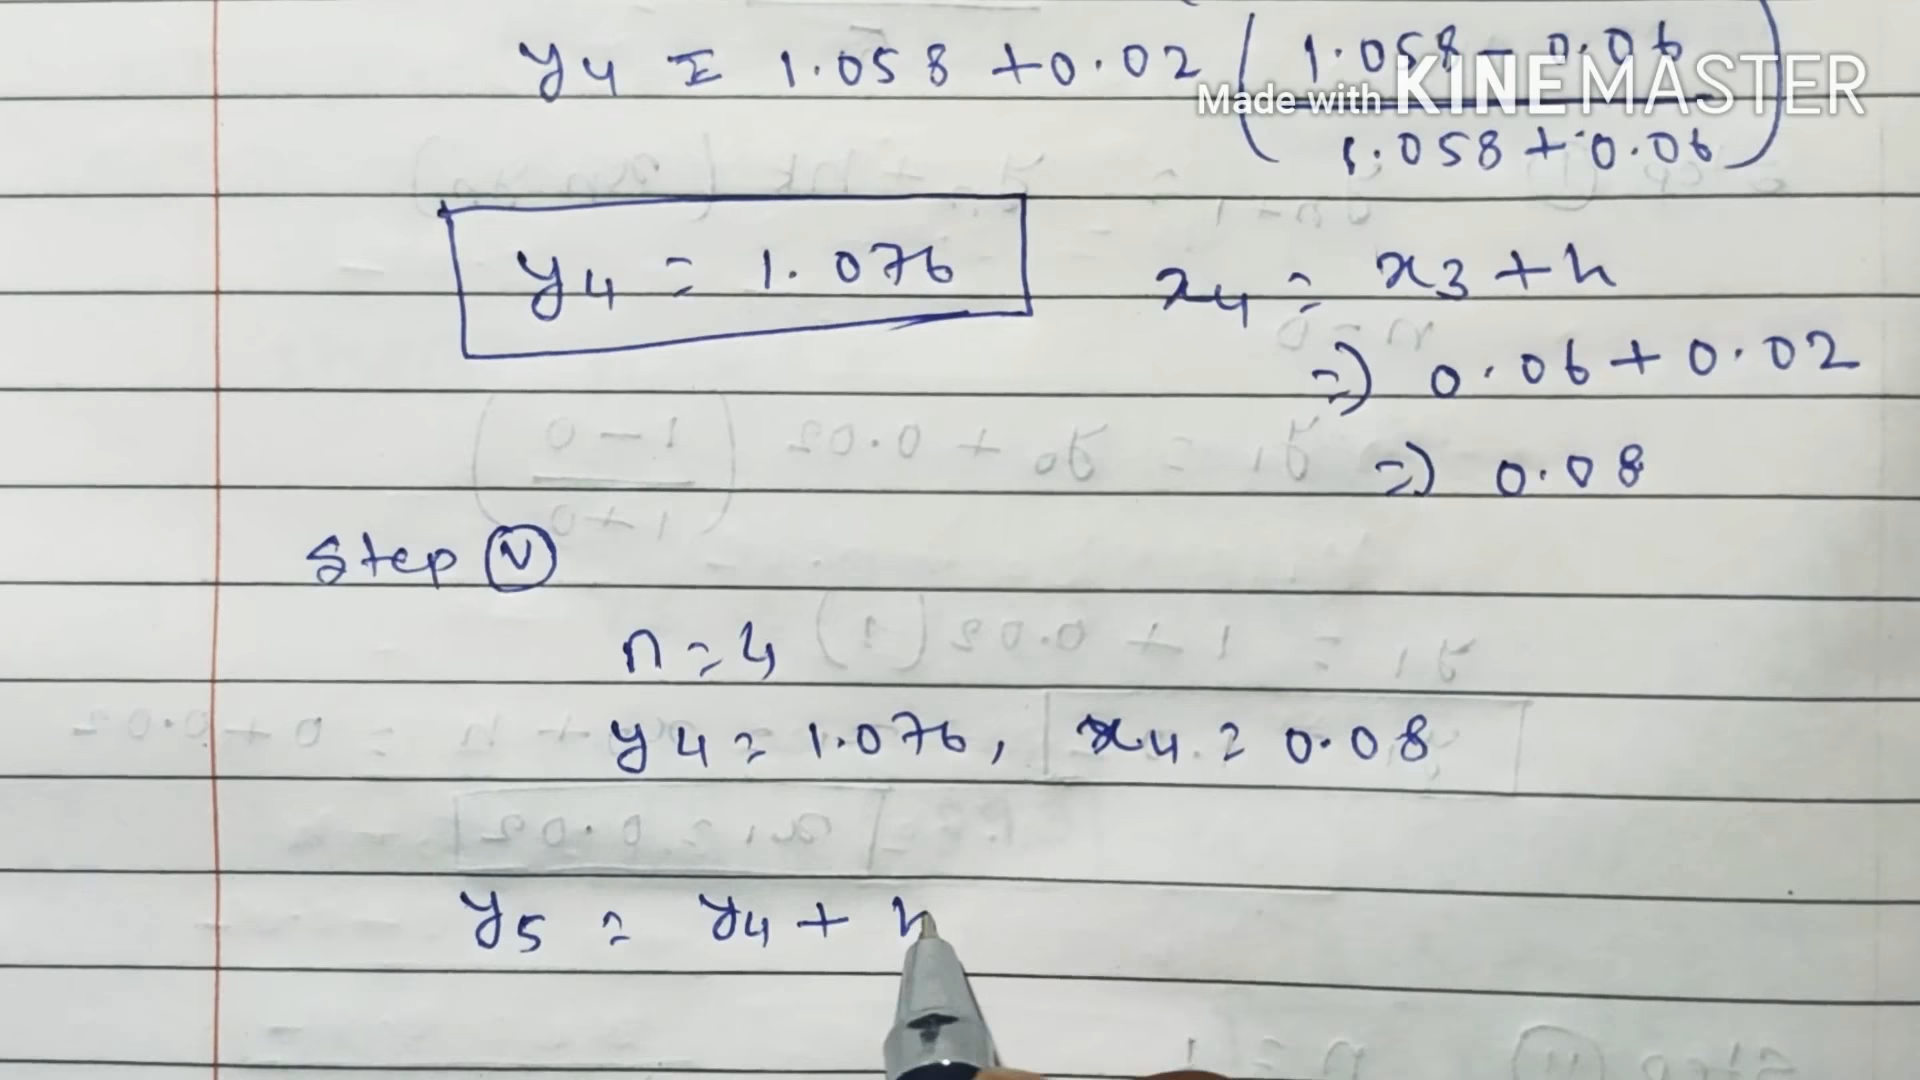 y4 = 1.058 + 0.02 (1.058 - 0.06 / 1.058 + 0.06)
Made with KINEMASTER
y4 = 1.076
x4 = x3 + h
=) 0.06 + 0.02
=) 0.08
Step V
n = 4
y4 = 1.076, x4 = 0.08
y5 = y4 + h